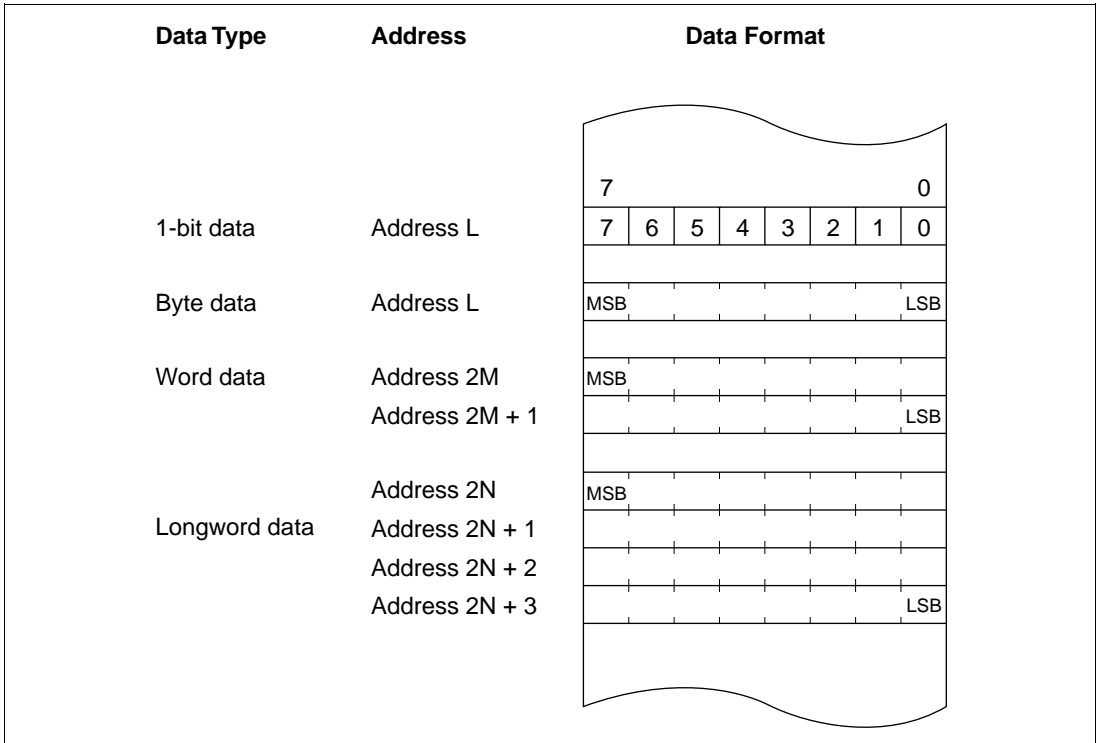 Data Type Address Data Format
7 0
1-bit data Address L 7 6 5 4 3 2 1 0
Byte data Address L MSB LSB
Word data Address 2M MSB
Address 2M + 1 LSB
Address 2N MSB
Longword data Address 2N + 1
Address 2N + 2
Address 2N + 3 LSB